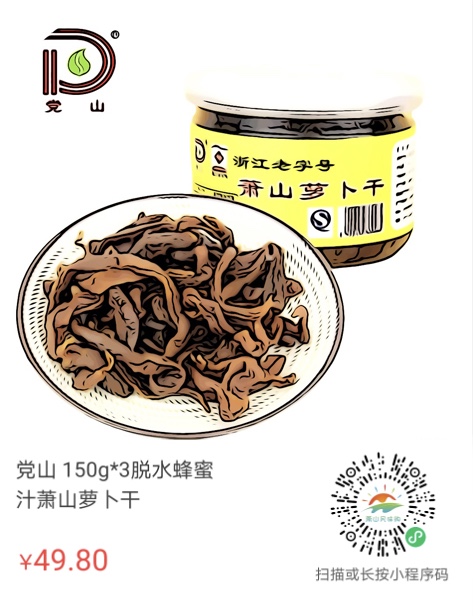 党山
浙江老字号
萧山萝卜干
党山 150g*3脱水蜂蜜
汁萧山萝卜干
¥49.80
扫描或长按小程序码